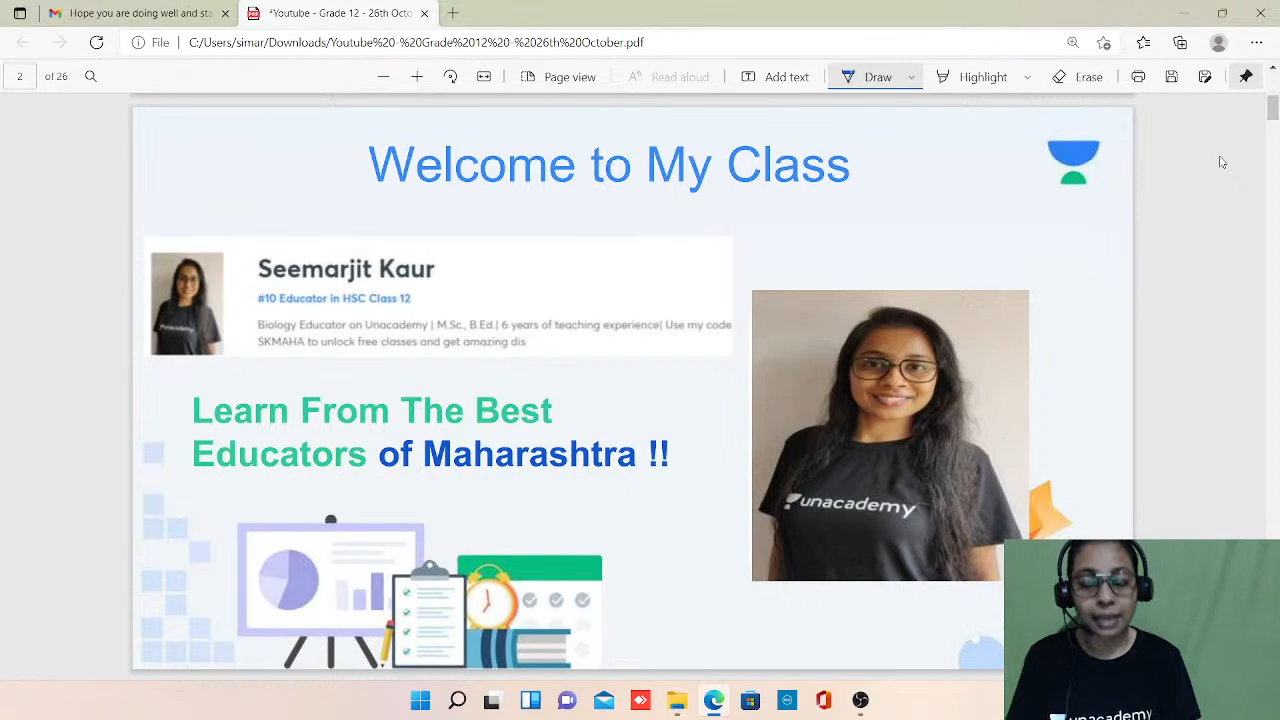 Hope you are doing well and sta
*Youtube - Grade 12 - 26th Octo
File
C:/Users/simar/Downloads/Youtube%20-%20Grade%2012%20-%2026th%20October.pdf
2 of 26
Page view
Read aloud
Add text
Draw
Highlight
Erase
Welcome to My Class
Seemarjit Kaur
#10 Educator in HSC Class 12
Biology Educator on Unacademy | M.Sc., B.Ed.| 6 years of teaching experience| Use my code
SKMAHA to unlock free classes and get amazing dis
Learn From The Best
Educators of Maharashtra !!
unacademy
unacademy
unacademy